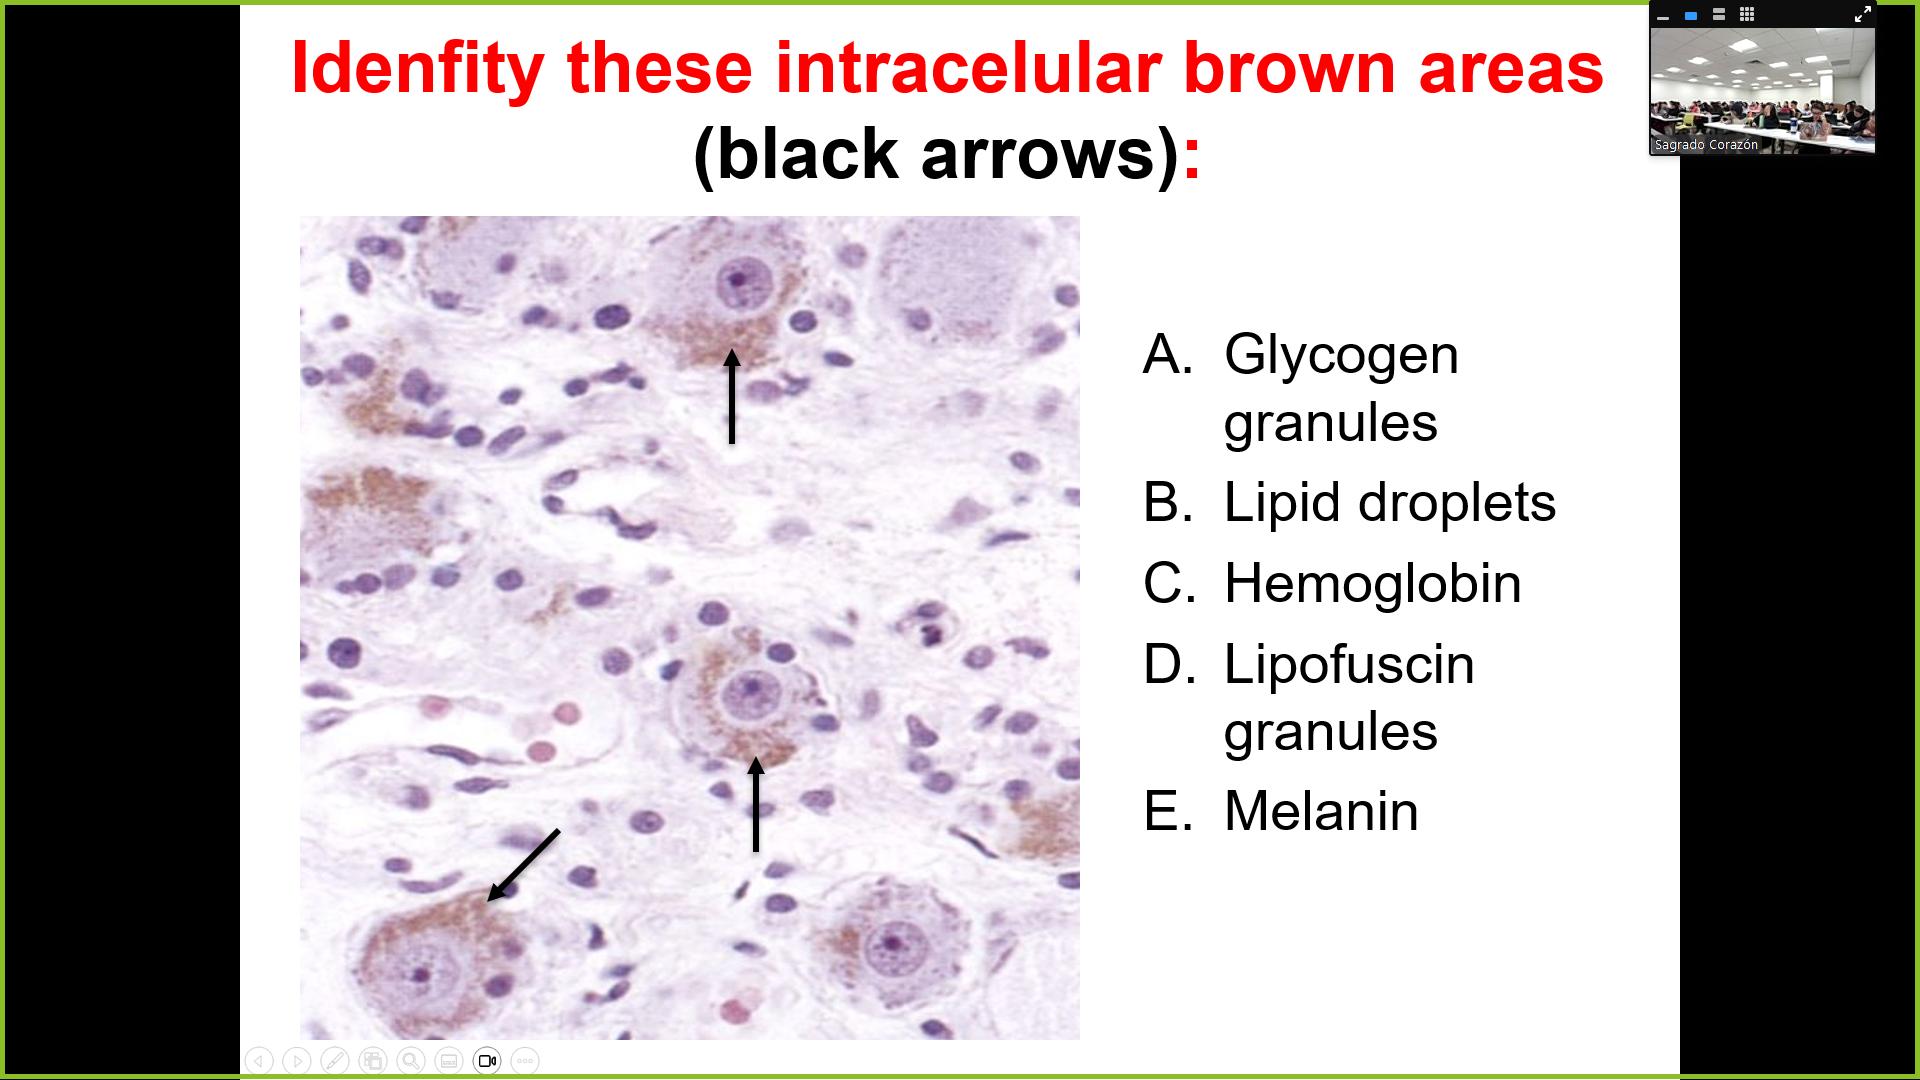 Idenfity these intracelular brown areas
(black arrows):
Sagrado Corazón
A. Glycogen
granules
B. Lipid droplets
C. Hemoglobin
D. Lipofuscin
granules
E. Melanin